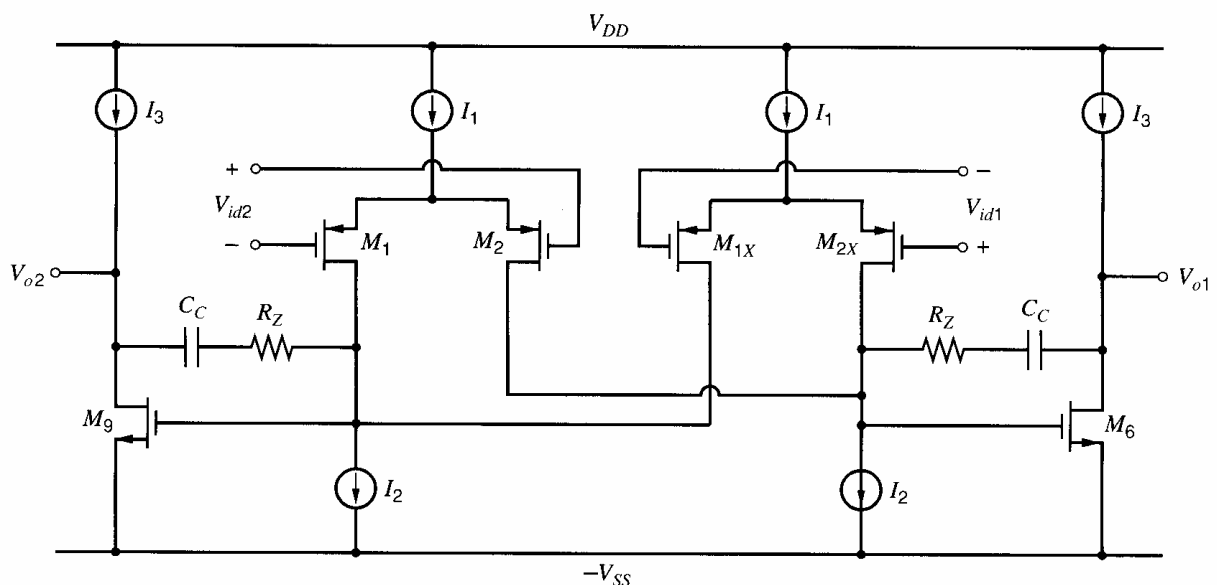 V_DD
I_3
I_1
I_1
I_3
+
V_id2
−
M_1
M_2
M_1X
M_2X
−
V_id1
+
V_o2
V_o1
C_C
R_Z
R_Z
C_C
M_9
M_6
I_2
I_2
−V_SS